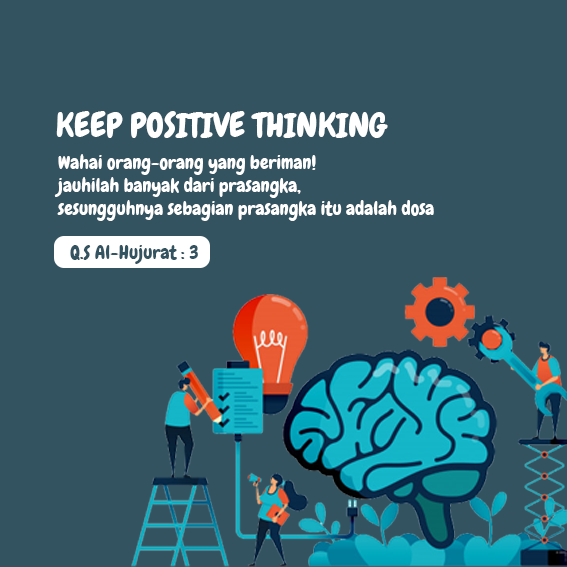 KEEP POSITIVE THINKING
Wahai orang-orang yang beriman!
jauhilah banyak dari prasangka,
sesungguhnya sebagian prasangka itu adalah dosa
Q.S Al-Hujurat : 3